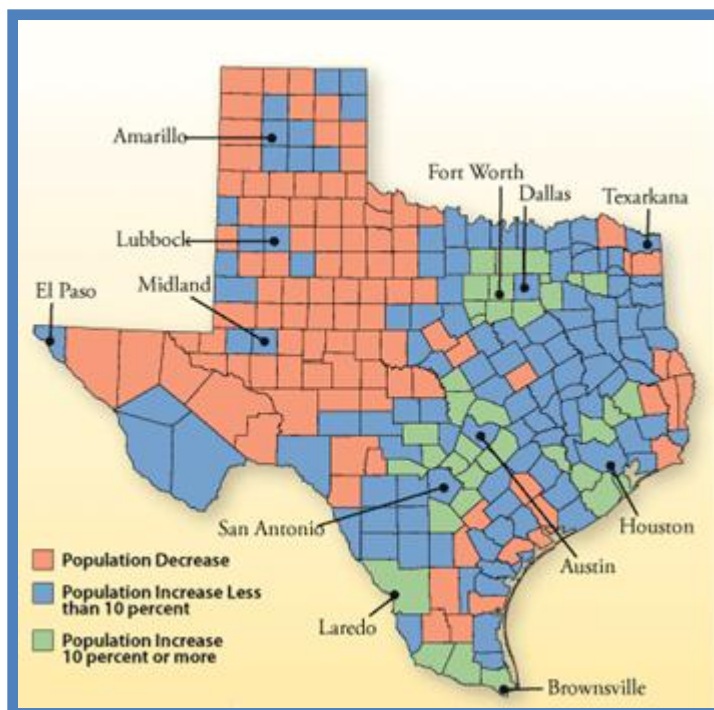 Amarillo
Fort Worth
Dallas
Texarkana
Lubbock
El Paso
Midland
San Antonio
Houston
Austin
Laredo
Brownsville
Population Decrease
Population Increase Less
than 10 percent
Population Increase
10 percent or more